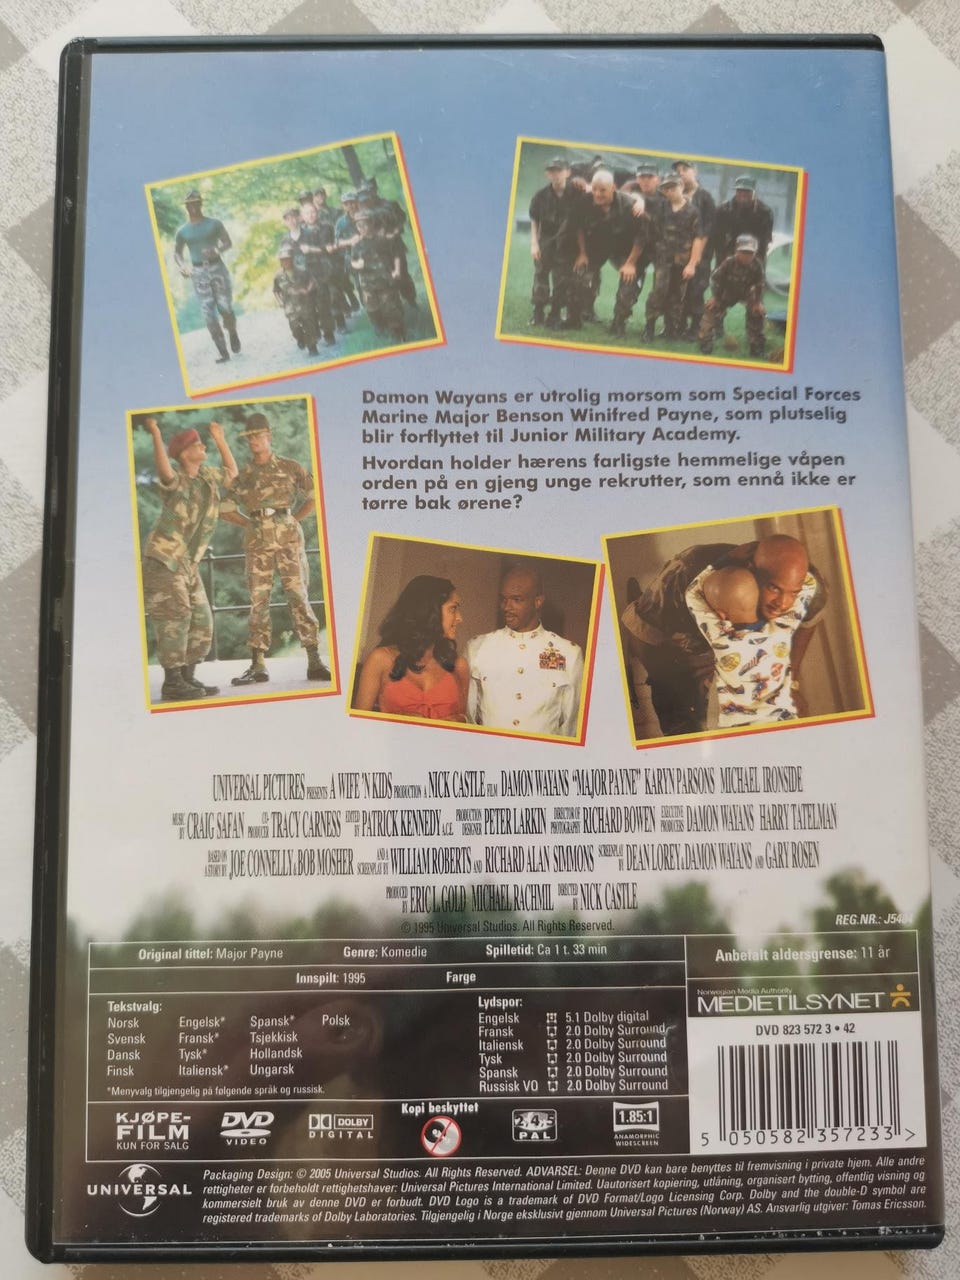 Damon Wayans er utrolig morsom som Special Forces
Marine Major Benson Winifred Payne, som plutselig
blir forflyttet til Junior Military Academy.
Hvordan holder hærens farligste hemmelige våpen
orden på en gjeng unge rekrutter, som ennå ikke er
tørre bak ørene?
UNIVERSAL PICTURES PRESENTS A WIFE 'N KIDS PRODUCTION A NICK CASTLE FILM DAMON WAYANS "MAJOR PAYNE" KARYN PARSONS MICHAEL IRONSIDE
MUSIC BY CRAIG SAFAN CO-PRODUCER TRACY CARNESS EDITED BY PATRICK KENNEDY A.C.E. PRODUCTION DESIGNER PETER LARKIN DIRECTOR OF PHOTOGRAPHY RICHARD BOWEN EXECUTIVE PRODUCERS DAMON WAYANS HARRY TATELMAN
BASED ON A STORY BY JOE CONNELLY & BOB MOSHER AND A SCREENPLAY BY WILLIAM ROBERTS AND RICHARD ALAN SIMMONS SCREENPLAY BY DEAN LOREY & DAMON WAYANS AND GARY ROSEN
PRODUCED BY ERIC L. GOLD MICHAEL RACHMIL DIRECTED BY NICK CASTLE
© 1995 Universal Studios. All Rights Reserved.
REG.NR.: J54
Original tittel: Major Payne Genre: Komedie Spilletid: Ca 1 t. 33 min
Anbefalt aldersgrense: 11 år
Innspilt: 1995 Farge
Norwegian Media Authority
MEDIETILSYNET
DVD 823 572 3 • 42
Tekstvalg:
Norsk Engelsk* Spansk* Polsk
Svensk Fransk* Tsjekkisk
Dansk Tysk* Hollandsk
Finsk Italiensk* Ungarsk
*Menyvalg tilgjengelig på følgende språk og russisk.
Lydspor:
Engelsk 5.1 Dolby digital
Fransk 2.0 Dolby Surround
Italiensk 2.0 Dolby Surround
Tysk 2.0 Dolby Surround
Spansk 2.0 Dolby Surround
Russisk VO 2.0 Dolby Surround
KJØPE-
FILM
KUN FOR SALG
DVD
VIDEO
DOLBY
DIGITAL
Kopi beskyttet
2 4 5
PAL
1.85:1
ANAMORPHIC
WIDESCREEN
5 050582 357233 >
UNIVERSAL
Packaging Design: © 2005 Universal Studios. All Rights Reserved. ADVARSEL: Denne DVD kan bare benyttes til fremvisning i private hjem. Alle andre
rettigheter er forbeholdt rettighetshaver: Universal Pictures International Limited. Uautorisert kopiering, utlåning, organisert bytting, offentlig visning og
kommersielt bruk av denne DVD er forbudt. DVD Logo is a trademark of DVD Format/Logo Licensing Corp. Dolby and the double-D symbol are
registered trademarks of Dolby Laboratories. Tilgjengelig i Norge eksklusivt gjennom Universal Pictures (Norway) AS. Ansvarlig utgiver: Tomas Ericsson.